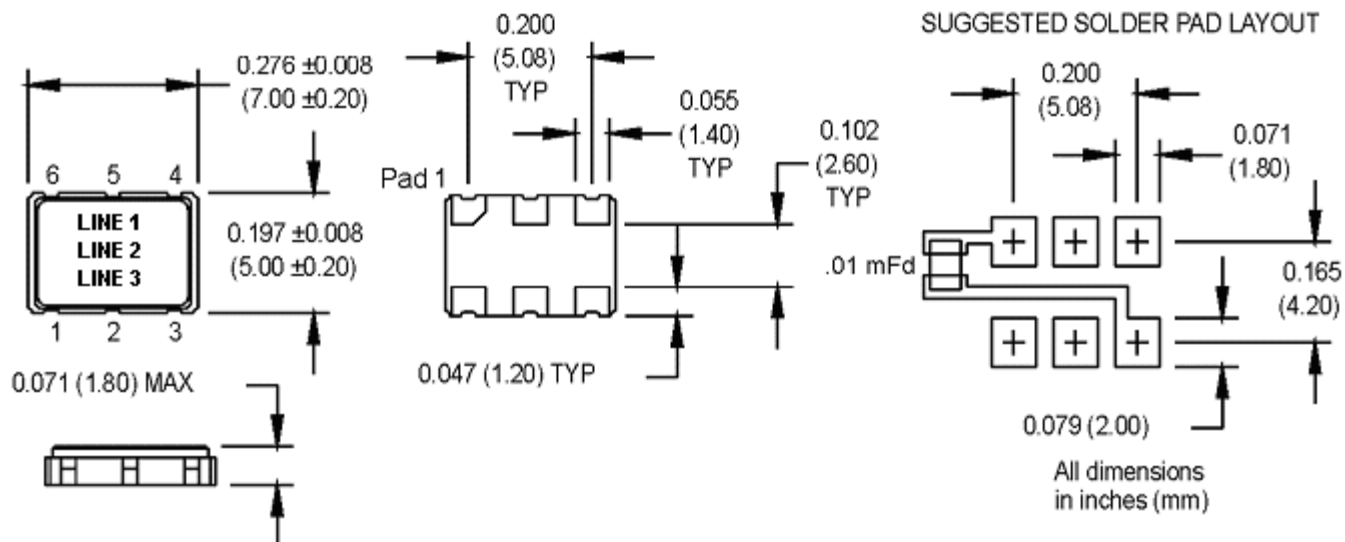 0.276 ±0.008
(7.00 ±0.20)
6 5 4
LINE 1
LINE 2
LINE 3
1 2 3
0.197 ±0.008
(5.00 ±0.20)
0.071 (1.80) MAX
0.200
(5.08)
TYP
0.055
(1.40)
TYP
0.102
(2.60)
TYP
Pad 1
0.047 (1.20) TYP
SUGGESTED SOLDER PAD LAYOUT
0.200
(5.08)
0.071
(1.80)
.01 mFd
0.165
(4.20)
0.079 (2.00)
All dimensions
in inches (mm)